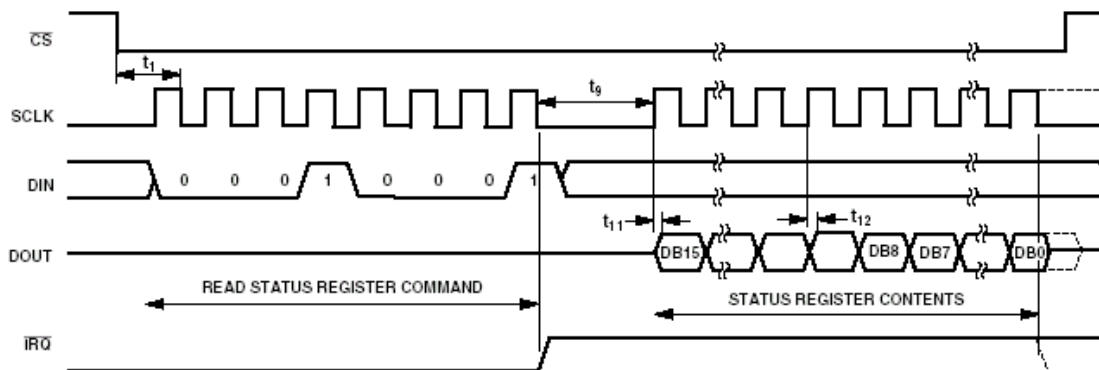 CS
t1
SCLK
t9
DIN
0 0 0 1 0 0 0 1
t11
t12
DOUT
DB15
DB8
DB7
DB0
READ STATUS REGISTER COMMAND
STATUS REGISTER CONTENTS
IRQ